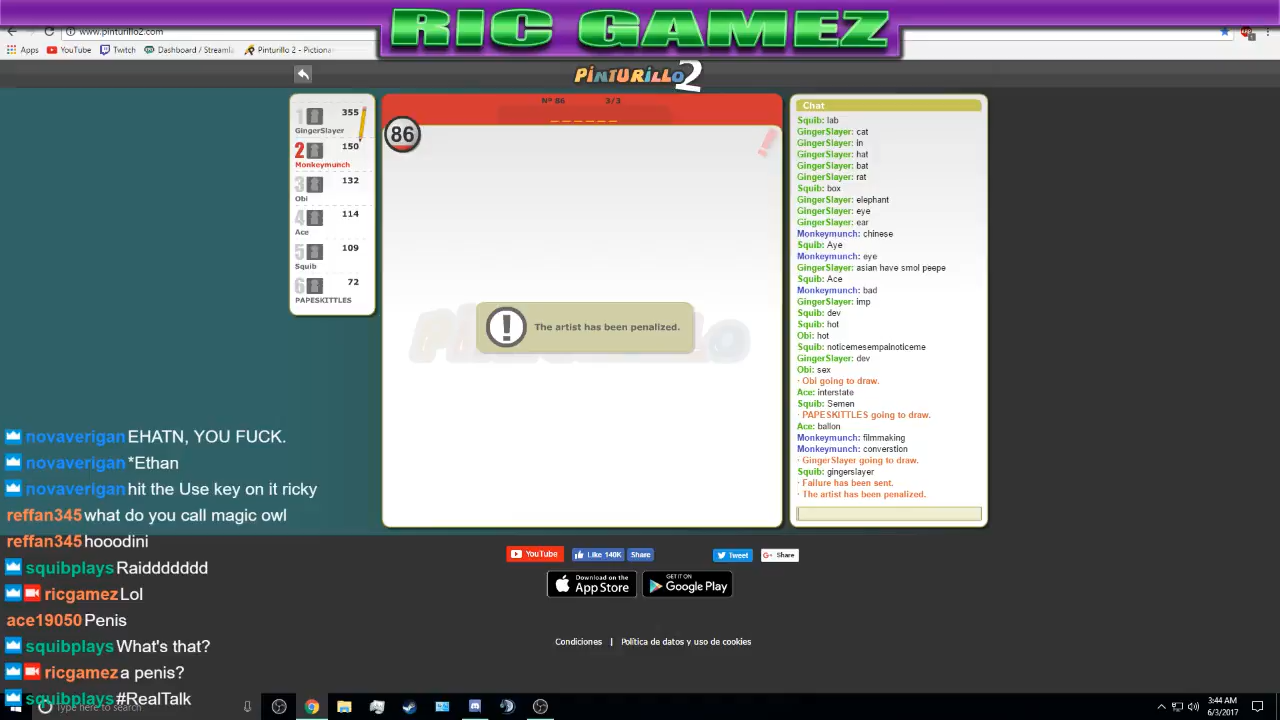 RIC GAMEZ
www.pinturillo2.com
Apps YouTube Twitch Dashboard / Streamla Pinturillo 2 - Pictiona
PINTURILLO 2
Nº 86 3/3
86
1 355
GingerSlayer
2 150
Monkeymunch
3 132
Obi
4 114
Ace
5 109
Squib
6 72
PAPESKITTLES
! The artist has been penalized.
Chat
Squib: lab
GingerSlayer: cat
GingerSlayer: in
GingerSlayer: hat
GingerSlayer: bat
GingerSlayer: rat
Squib: box
GingerSlayer: elephant
GingerSlayer: eye
GingerSlayer: ear
Monkeymunch: chinese
Squib: Aye
Monkeymunch: eye
GingerSlayer: asian have smol peepe
Squib: Ace
Monkeymunch: bad
GingerSlayer: imp
Squib: dev
Squib: hot
Obi: hot
Squib: noticemesempainoticeme
GingerSlayer: dev
Obi: sex
· Obi going to draw.
Ace: interstate
Squib: Semen
· PAPESKITTLES going to draw.
Ace: ballon
Monkeymunch: filmmaking
Monkeymunch: converstion
· GingerSlayer going to draw.
Squib: gingerslayer
· Failure has been sent.
· The artist has been penalized.
novaverigan EHATN, YOU FUCK.
novaverigan *Ethan
novaverigan hit the Use key on it ricky
reffan345 what do you call magic owl
reffan345 hooodini
squibplays Raidddddd
ricgamez Lol
ace19050 Penis
squibplays What's that?
ricgamez a penis?
squibplays #RealTalk
YouTube Like 140K Share Tweet G+ Share
Download on the App Store
GET IT ON Google Play
Condiciones | Política de datos y uso de cookies
Type here to search
3:44 AM
6/3/2017